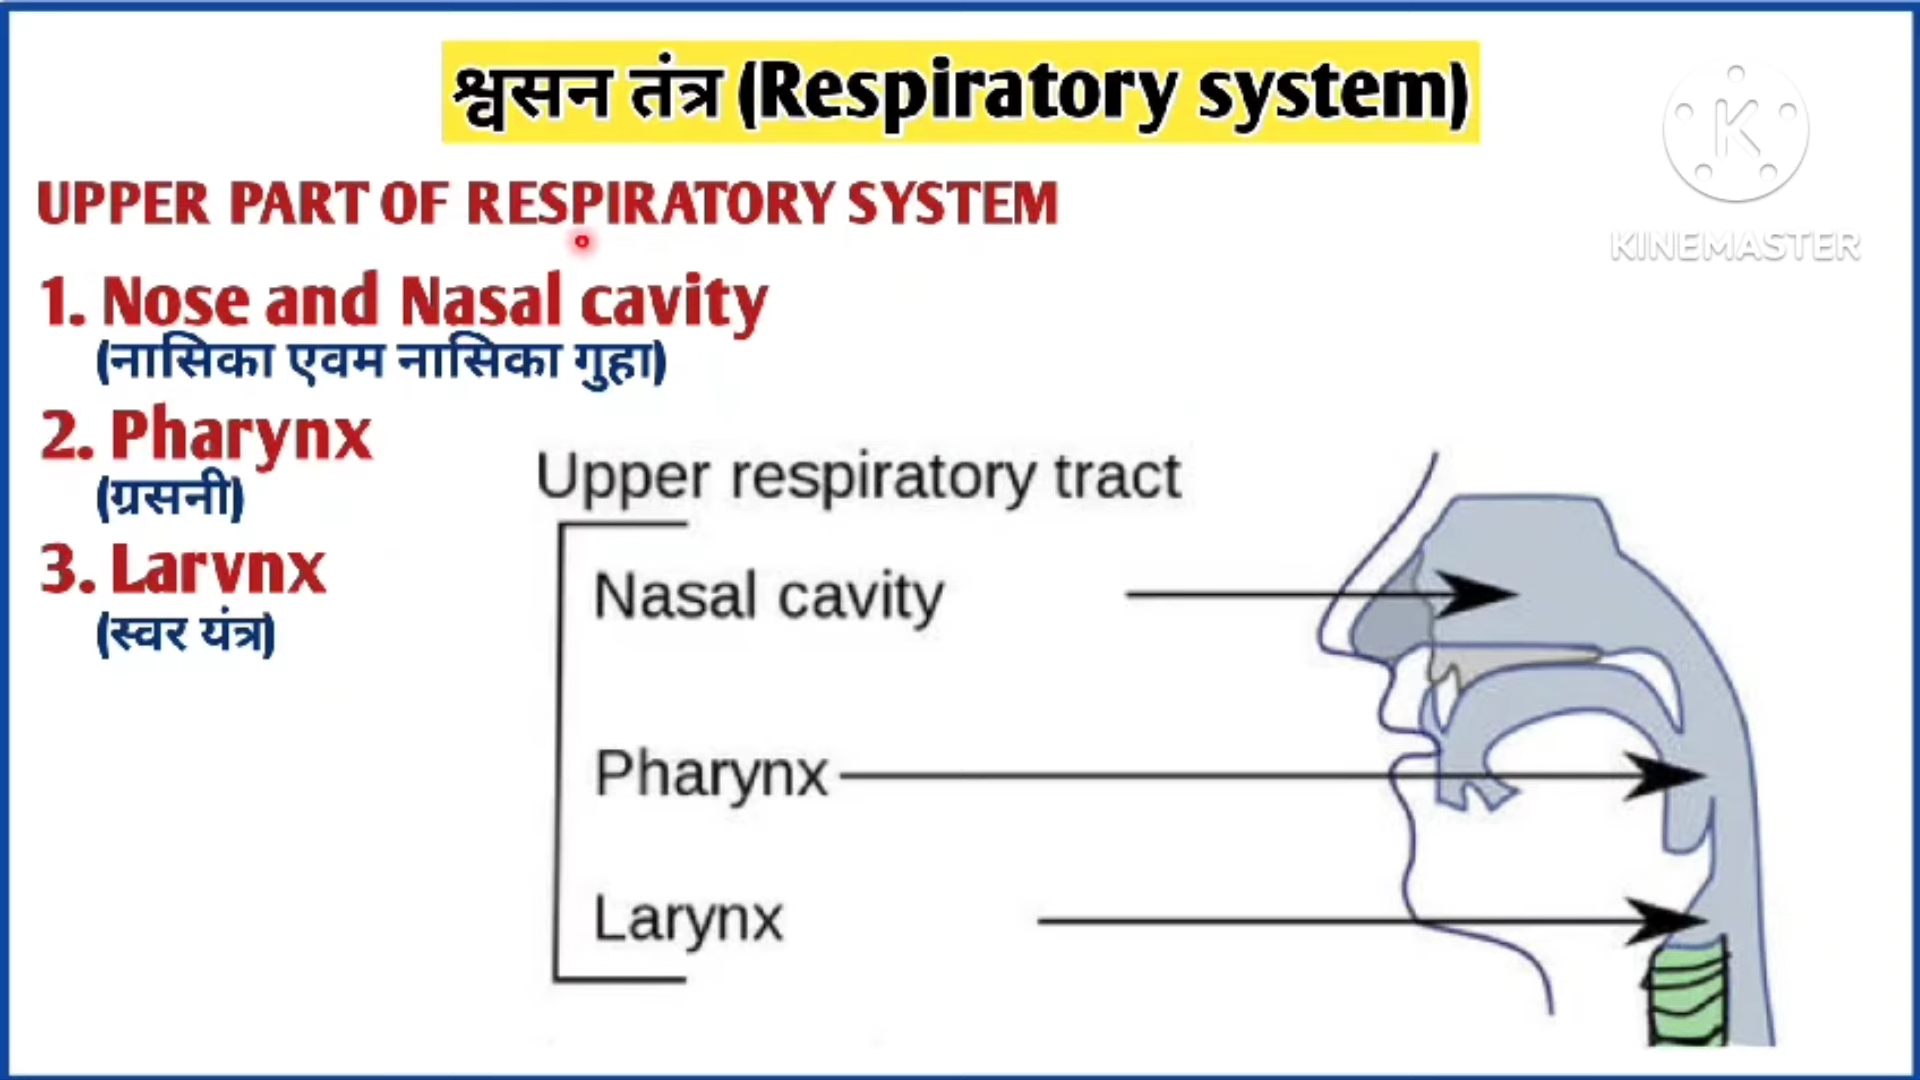 श्वसन तंत्र (Respiratory system)
K
KINEMASTER
UPPER PART OF RESPIRATORY SYSTEM
1. Nose and Nasal cavity
(नासिका एवम नासिका गुहा)
2. Pharynx
(ग्रसनी)
3. Larvnx
(स्वर यंत्र)
Upper respiratory tract
Nasal cavity
Pharynx
Larynx